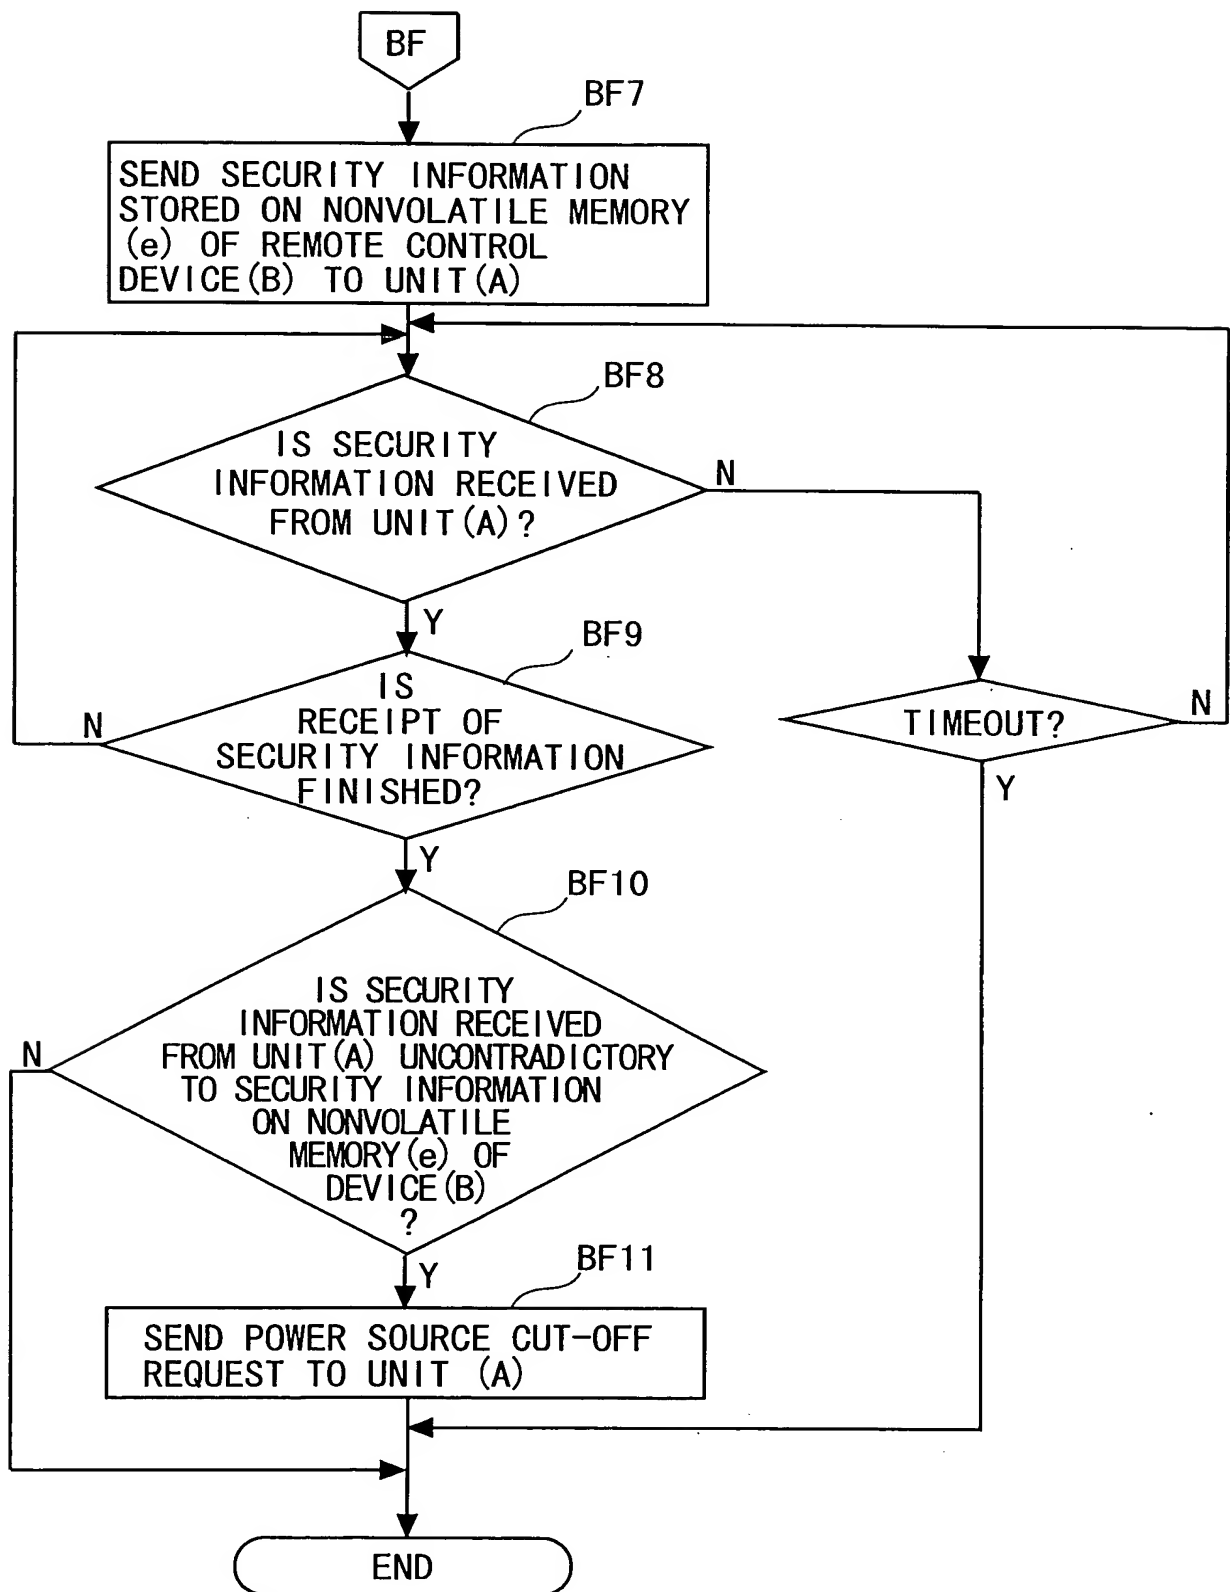 BF
BF7
SEND SECURITY INFORMATION
STORED ON NONVOLATILE MEMORY
(e) OF REMOTE CONTROL
DEVICE(B) TO UNIT(A)
BF8
IS SECURITY
INFORMATION RECEIVED
FROM UNIT(A)?
N
Y
BF9
IS
RECEIPT OF
SECURITY INFORMATION
FINISHED?
N
TIMEOUT?
N
Y
Y
BF10
IS SECURITY
INFORMATION RECEIVED
FROM UNIT(A) UNCONTRADICTORY
TO SECURITY INFORMATION
ON NONVOLATILE
MEMORY(e) OF
DEVICE(B)
?
N
Y
BF11
SEND POWER SOURCE CUT-OFF
REQUEST TO UNIT (A)
END